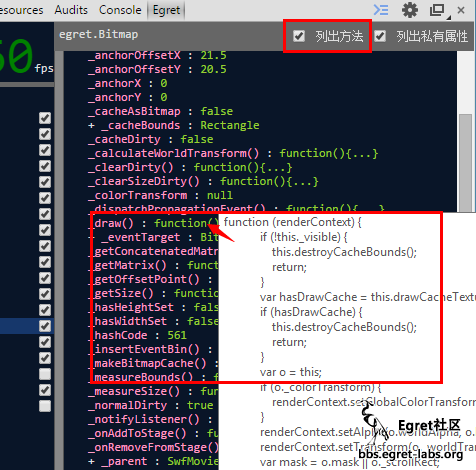 esources Audits Console Egret
60
fps
egret.Bitmap
列出方法
列出私有属性
_anchorOffsetX : 21.5
_anchorOffsetY : 20.5
_anchorX : 0
_anchorY : 0
_cacheAsBitmap : false
+ _cacheBounds : Rectangle
_cacheDirty : false
_calculateWorldTransform() : function(){...}
_clearDirty() : function(){...}
_clearSizeDirty() : function(){...}
_colorTransform : null
_dispatchPropagationEvent() : function(){...}
_draw() : function
+ _eventTarget : Bit
_getConcatenatedMatr
_getMatrix() : funct
_getOffsetPoint() :
_getSize() : functio
_hasHeightSet : fals
_hasWidthSet : false
_hashCode : 561
_insertEventBin() :
_makeBitmapCache() :
_measureBounds() : f
_measureSize() : fun
_normalDirty : true
_notifyListener() :
_onAddToStage() : fu
_onRemoveFromStage()
+ _parent : SwfMovie
function (renderContext) {
if (!this._visible) {
this.destroyCacheBounds();
return;
}
var hasDrawCache = this.drawCacheText
if (hasDrawCache) {
this.destroyCacheBounds();
return;
}
var o = this;
if (o._colorTransform) {
renderContext.setGlobalColorTransform
}
renderContext.setAlpha(o.worldAlpha, o.
renderContext.setTransform(o._worldTran
var mask = o.mask || o._scrollRect;
Egret社区
bbs.egret-labs.org